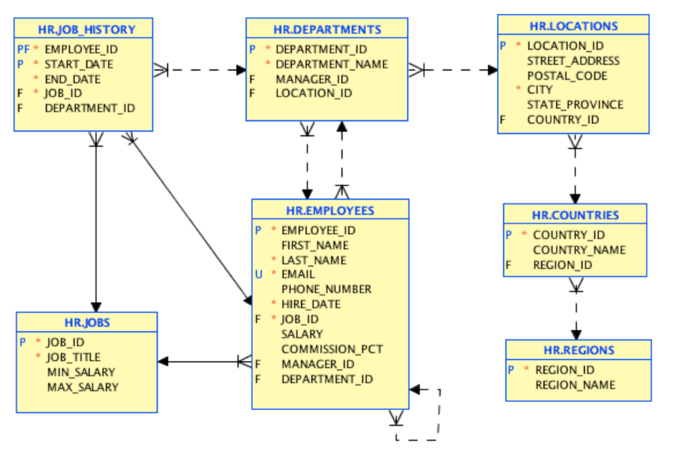 HR.JOB_HISTORY
PF * EMPLOYEE_ID
P * START_DATE
* END_DATE
F * JOB_ID
F DEPARTMENT_ID
HR.DEPARTMENTS
P * DEPARTMENT_ID
* DEPARTMENT_NAME
F MANAGER_ID
F LOCATION_ID
HR.LOCATIONS
P * LOCATION_ID
STREET_ADDRESS
POSTAL_CODE
* CITY
STATE_PROVINCE
F COUNTRY_ID
HR.EMPLOYEES
P * EMPLOYEE_ID
FIRST_NAME
* LAST_NAME
U * EMAIL
PHONE_NUMBER
* HIRE_DATE
F * JOB_ID
SALARY
COMMISSION_PCT
F MANAGER_ID
F DEPARTMENT_ID
HR.COUNTRIES
P * COUNTRY_ID
COUNTRY_NAME
F REGION_ID
HR.JOBS
P * JOB_ID
* JOB_TITLE
MIN_SALARY
MAX_SALARY
HR.REGIONS
P * REGION_ID
REGION_NAME